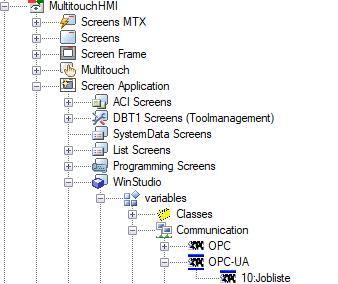 MultitouchHMI
Screens MTX
Screens
Screen Frame
Multitouch
Screen Application
ACI Screens
DBT1 Screens (Toolmanagement)
SystemData Screens
List Screens
Programming Screens
WinStudio
variables
Classes
Communication
OPC
OPC-UA
10:Jobliste